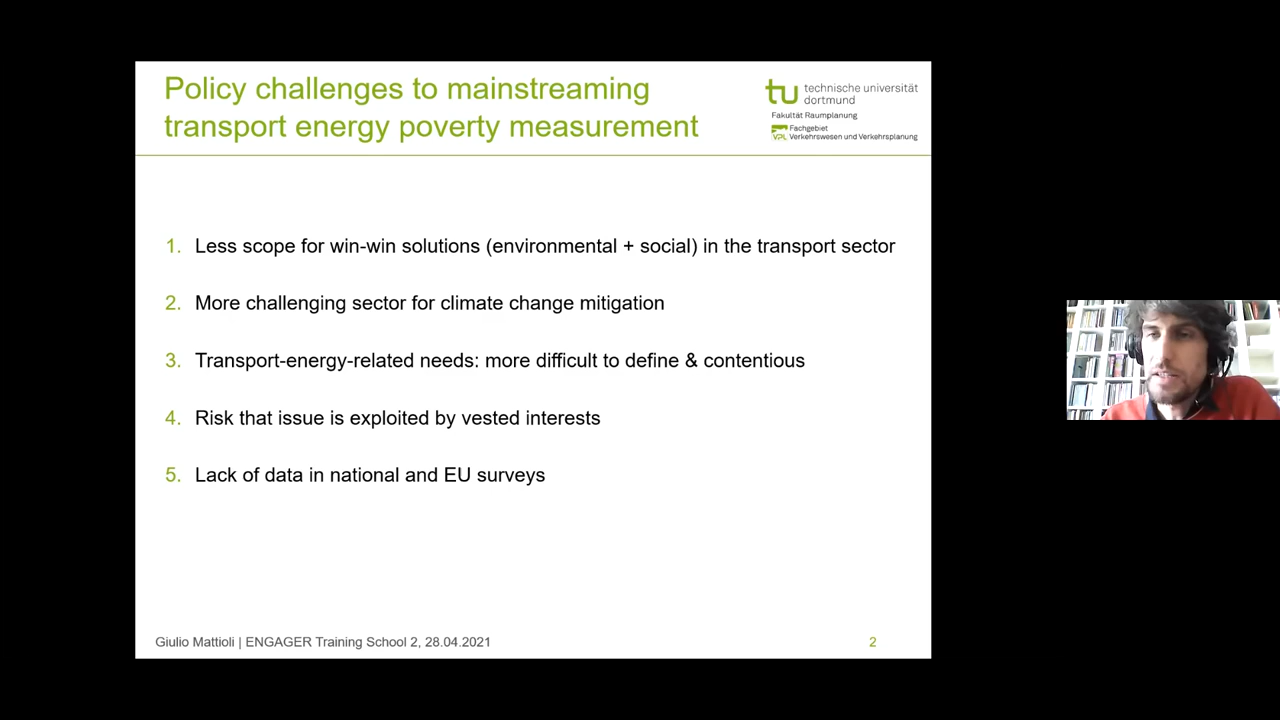 Policy challenges to mainstreaming
transport energy poverty measurement
tu technische universität
dortmund
Fakultät Raumplanung
Fachgebiet
VPL Verkehrswesen und Verkehrsplanung
1. Less scope for win-win solutions (environmental + social) in the transport sector
2. More challenging sector for climate change mitigation
3. Transport-energy-related needs: more difficult to define & contentious
4. Risk that issue is exploited by vested interests
5. Lack of data in national and EU surveys
Giulio Mattioli | ENGAGER Training School 2, 28.04.2021
2